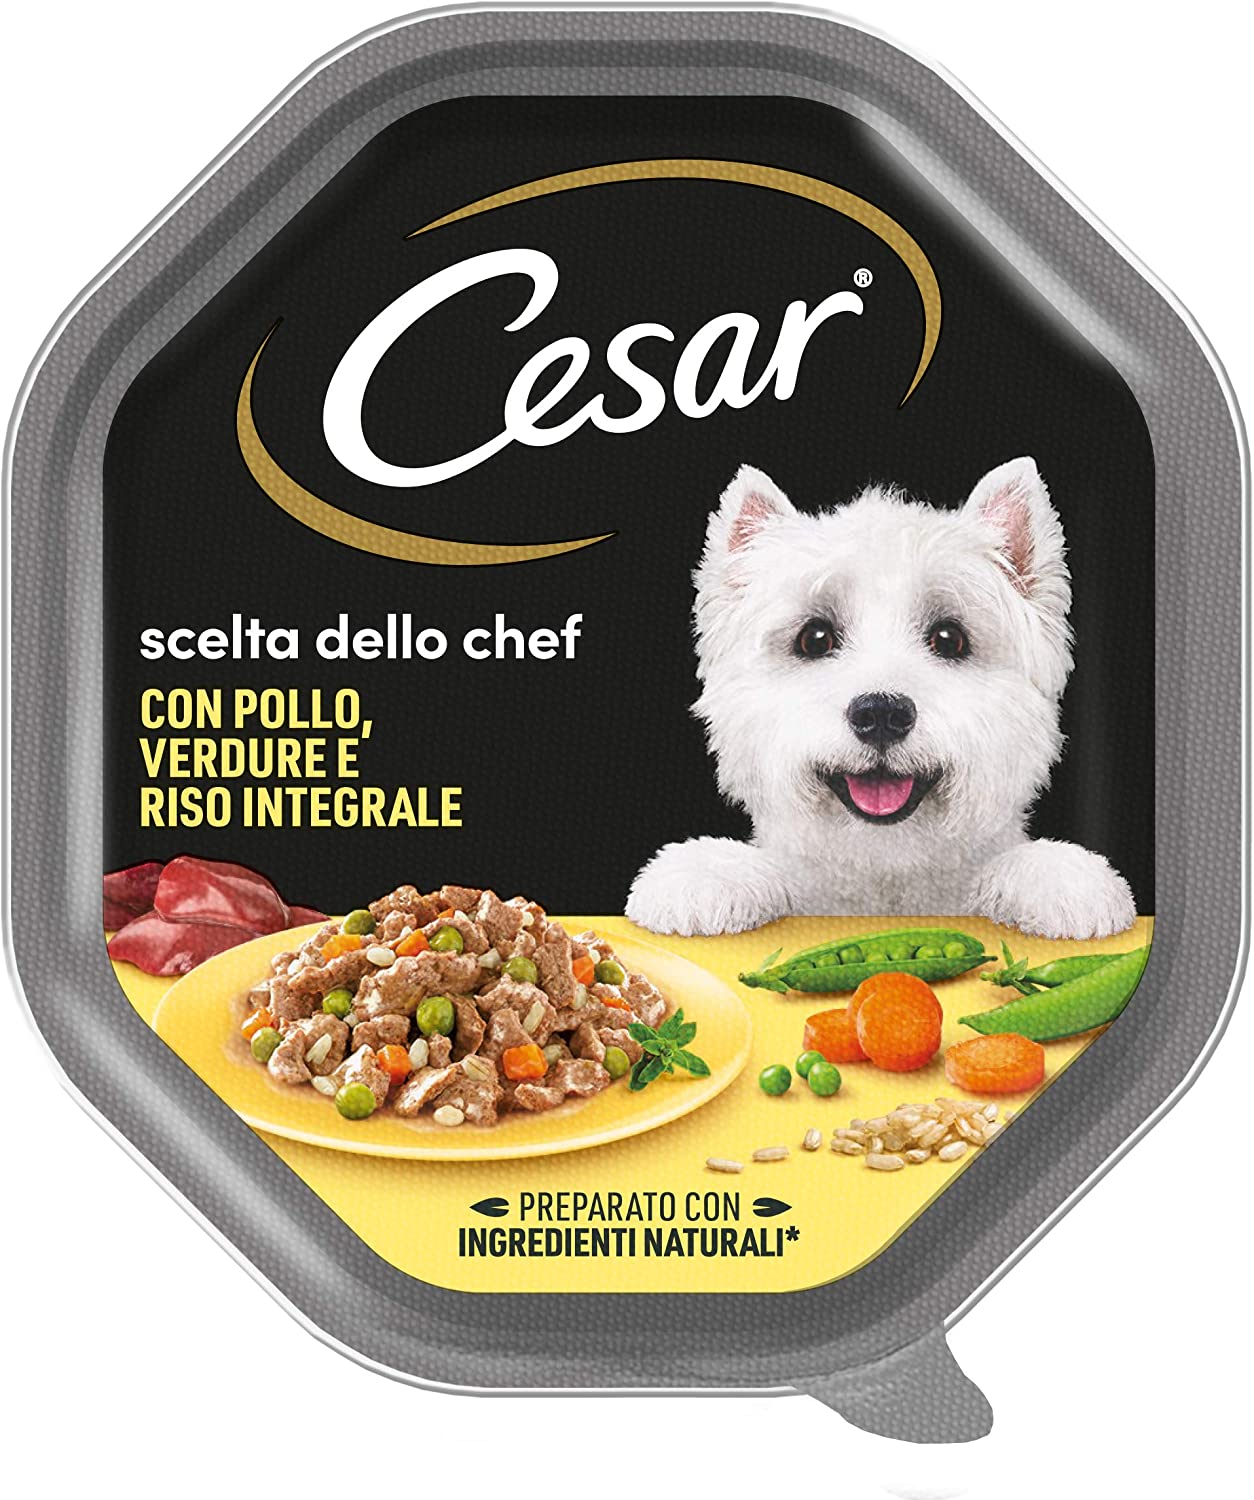 Cesar®
scelta dello chef
CON POLLO,
VERDURE E
RISO INTEGRALE
PREPARATO CON
INGREDIENTI NATURALI*